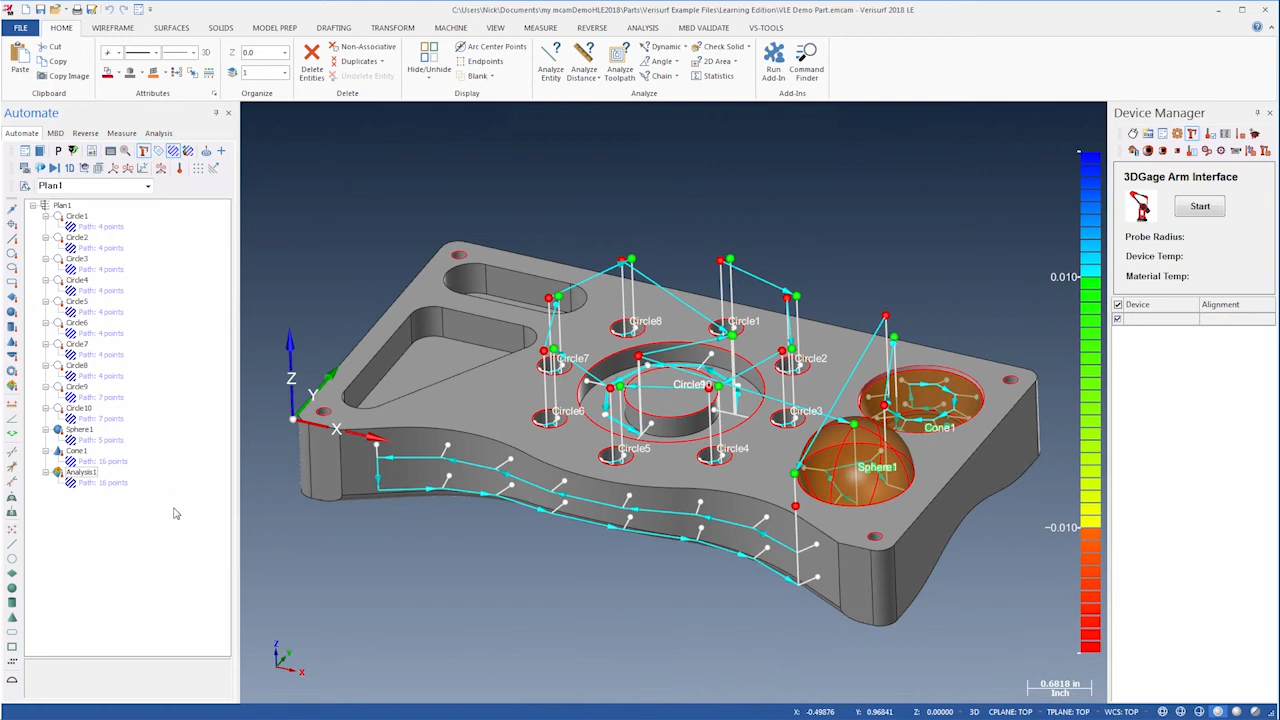 C:\Users\Nick\Documents\my mcamDemoHLE2018\Parts\Verisurf Example Files\Learning Edition\VLE Demo Part.emcam - Verisurf 2018 LE
FILE HOME WIREFRAME SURFACES SOLIDS MODEL PREP DRAFTING TRANSFORM MACHINE VIEW MEASURE REVERSE ANALYSIS MBD VALIDATE VS-TOOLS
Paste
Cut
Copy
Copy Image
Clipboard
3D
Attributes
Z 0.0
1
Organize
Delete Entities
Non-Associative
Duplicates
Undelete Entity
Delete
Hide/Unhide
Arc Center Points
Endpoints
Blank
Display
Analyze Entity
Analyze Distance
Analyze Toolpath
Dynamic
Angle
Chain
Check Solid
2D Area
Statistics
Analyze
Run Add-In
Command Finder
Add-Ins
Automate
Automate MBD Reverse Measure Analysis
P
1D
Plan1
Plan1
Circle1
Path: 4 points
Circle2
Path: 4 points
Circle3
Path: 4 points
Circle4
Path: 4 points
Circle5
Path: 4 points
Circle6
Path: 4 points
Circle7
Path: 4 points
Circle8
Path: 4 points
Circle9
Path: 7 points
Circle10
Path: 7 points
Sphere1
Path: 5 points
Cone1
Path: 16 points
Analysis1
Path: 16 points
Circle8
Circle1
Circle7
Circle2
Circle6
Circle3
Circle5
Circle4
Cone1
Sphere1
Z
Y
X
Z
Y
X
0.010
−0.010
0.6818 in
Inch
Device Manager
3DGage Arm Interface
Start
Probe Radius:
Device Temp:
Material Temp:
Device Alignment
X: -0.49876 Y: 0.96841 Z: 0.00000 3D CPLANE: TOP TPLANE: TOP WCS: TOP